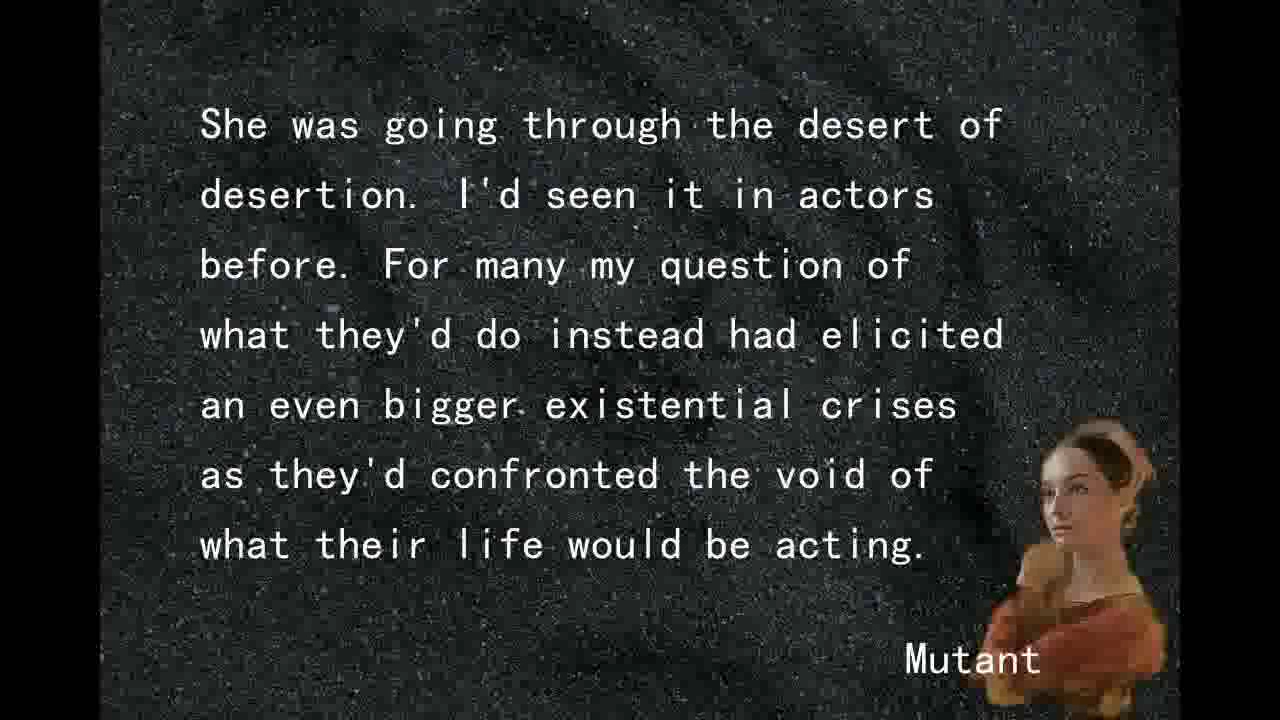 She was going through the desert of
desertion. I'd seen it in actors
before. For many my question of
what they'd do instead had elicited
an even bigger existential crises
as they'd confronted the void of
what their life would be acting.
Mutant